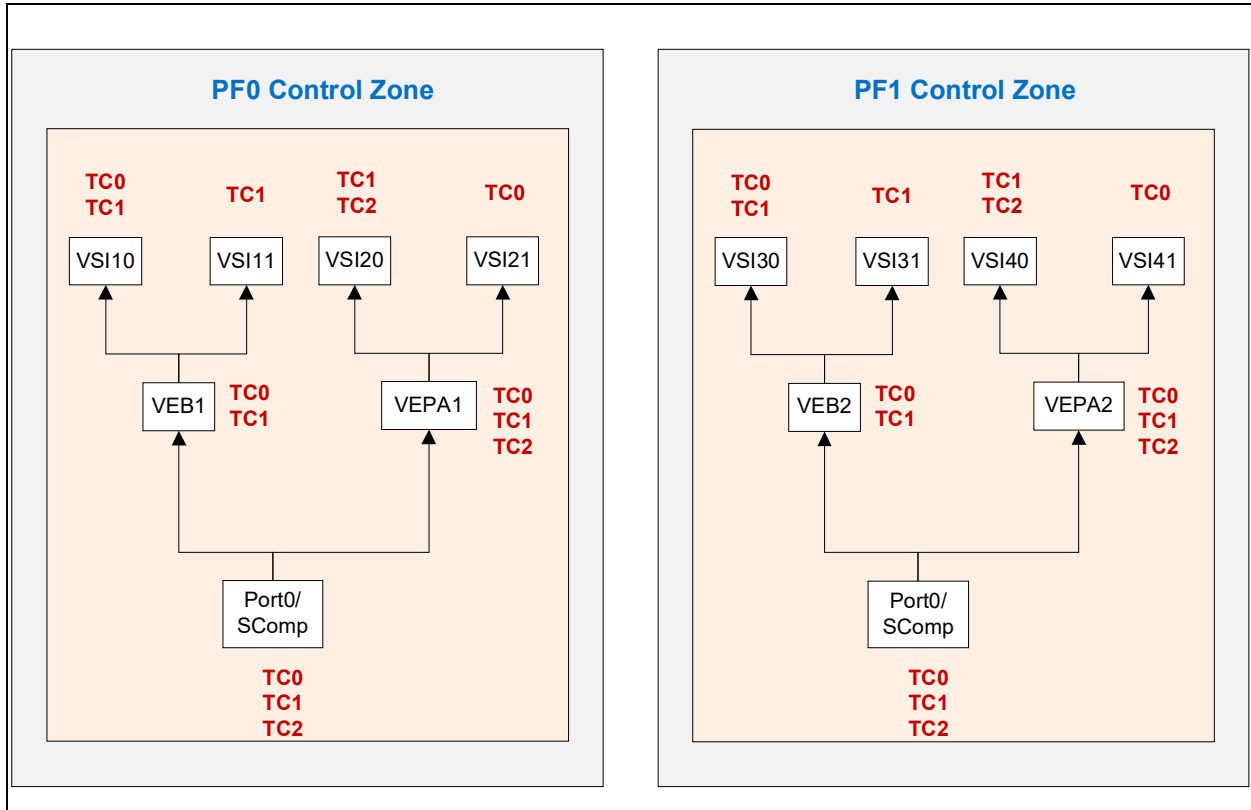 PF0 Control Zone
TC0
TC1
TC1
TC1
TC2
TC0
VSI10
VSI11
VSI20
VSI21
VEB1
TC0
TC1
VEPA1
TC0
TC1
TC2
Port0/
SComp
TC0
TC1
TC2
PF1 Control Zone
TC0
TC1
TC1
TC1
TC2
TC0
VSI30
VSI31
VSI40
VSI41
VEB2
TC0
TC1
VEPA2
TC0
TC1
TC2
Port0/
SComp
TC0
TC1
TC2